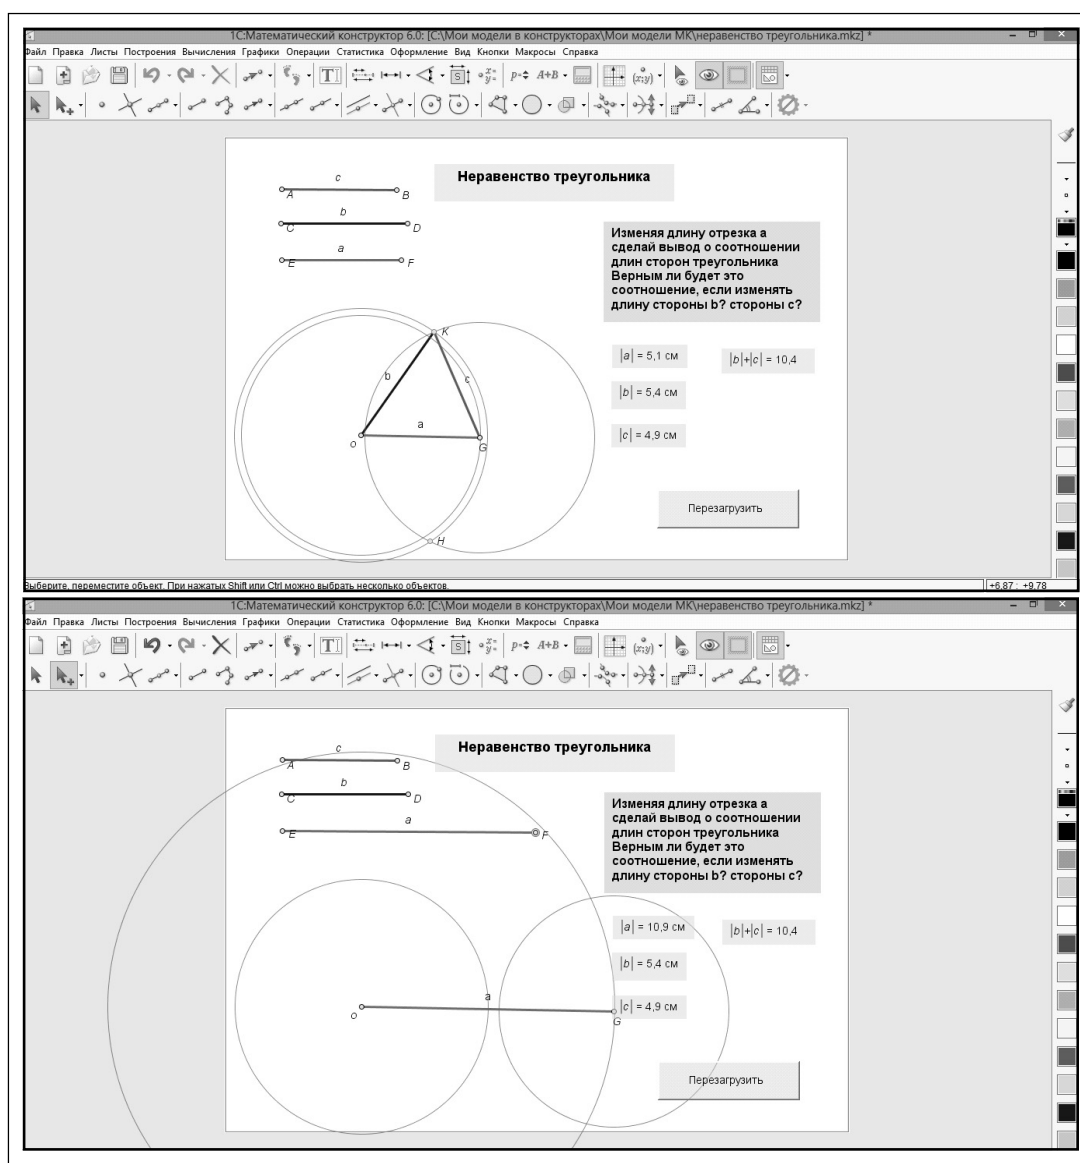 1С:Математический конструктор 6.0: [C:\Мои модели в конструкторах\Мои модели МК\неравенство треугольника.mkz] *
Файл Правка Листы Построения Вычисления Графики Операции Статистика Оформление Вид Кнопки Макросы Справка
Неравенство треугольника
c
A B
b
C D
a
E F
Изменяя длину отрезка а
сделай вывод о соотношении
длин сторон треугольника
Верным ли будет это
соотношение, если изменять
длину стороны b? стороны c?
K
b
c
a
o
G
H
|a| = 5,1 см
|b|+|c| = 10,4
|b| = 5,4 см
|c| = 4,9 см
Перезагрузить
Выберите, переместите объект. При нажатых Shift или Ctrl можно выбрать несколько объектов.
+6,87 ; +9,78
1С:Математический конструктор 6.0: [C:\Мои модели в конструкторах\Мои модели МК\неравенство треугольника.mkz] *
Файл Правка Листы Построения Вычисления Графики Операции Статистика Оформление Вид Кнопки Макросы Справка
Неравенство треугольника
c
A B
b
C D
a
E F
Изменяя длину отрезка а
сделай вывод о соотношении
длин сторон треугольника
Верным ли будет это
соотношение, если изменять
длину стороны b? стороны c?
|a| = 10,9 см
|b|+|c| = 10,4
|b| = 5,4 см
|c| = 4,9 см
a
o
G
Перезагрузить